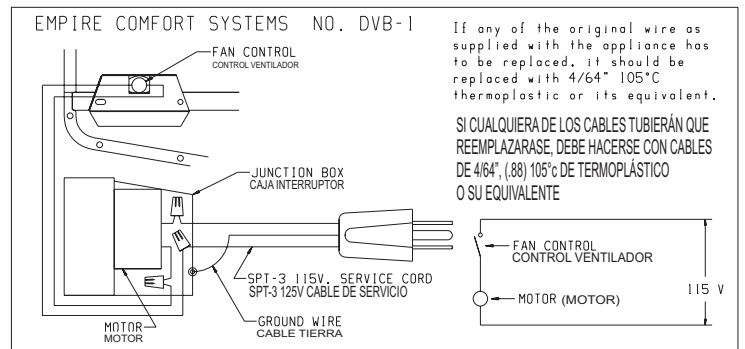 EMPIRE COMFORT SYSTEMS NO. DVB-1
FAN CONTROL
CONTROL VENTILADOR
If any of the original wire as
supplied with the appliance has
to be replaced, it should be
replaced with 4/64" 105°C
thermoplastic or its equivalent.
SI CUALQUIERA DE LOS CABLES TUBIERÁN QUE
REEMPLAZARASE, DEBE HACERSE CON CABLES
DE 4/64", (.88) 105°c DE TERMOPLÁSTICO
O SU EQUIVALENTE
JUNCTION BOX
CAJA INTERRUPTOR
SPT-3 115V. SERVICE CORD
SPT-3 125V CABLE DE SERVICIO
GROUND WIRE
CABLE TIERRA
MOTOR
MOTOR
FAN CONTROL
CONTROL VENTILADOR
MOTOR (MOTOR)
115 V